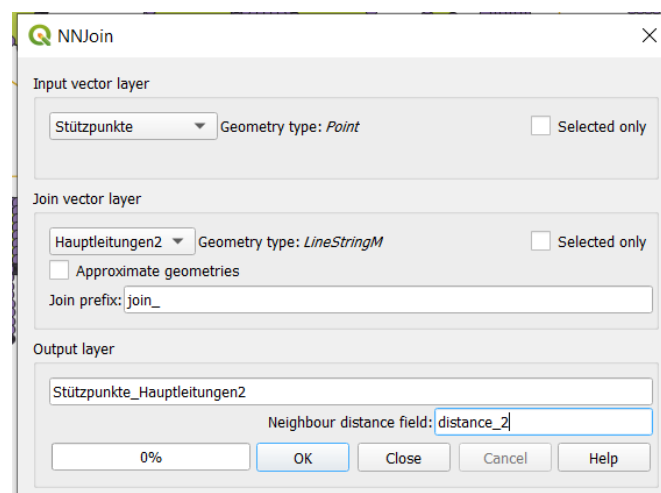 NNJoin
Input vector layer
Stützpunkte Geometry type: Point Selected only
Join vector layer
Hauptleitungen2 Geometry type: LineStringM Selected only
Approximate geometries
Join prefix: join_
Output layer
Stützpunkte_Hauptleitungen2
Neighbour distance field: distance_2
0% OK Close Cancel Help